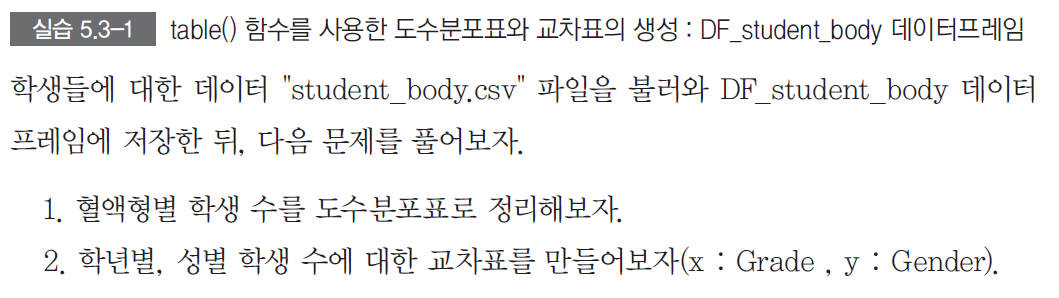 실습 5.3-1 table() 함수를 사용한 도수분포표와 교차표의 생성 : DF_student_body 데이터프레임
학생들에 대한 데이터 "student_body.csv" 파일을 불러와 DF_student_body 데이터
프레임에 저장한 뒤, 다음 문제를 풀어보자.
1. 혈액형별 학생 수를 도수분포표로 정리해보자.
2. 학년별, 성별 학생 수에 대한 교차표를 만들어보자(x : Grade , y : Gender).